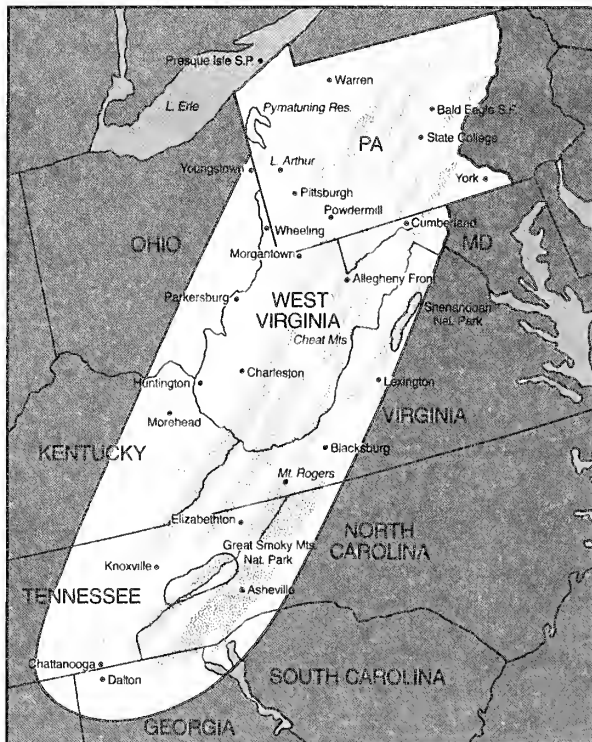 Presque Isle S.P.
Warren
L. Erie
Pymatuning Res.
Bald Eagle S.F.
State College
PA
L. Arthur
Youngstown
York
Pittsburgh
Powdermill
Cumberland
Wheeling
OHIO
MD
Morgantown
Allegheny Front
Parkersburg
WEST
VIRGINIA
Shenandoah
Nat. Park
Cheat Mts
Charleston
Huntington
Lexington
Morehead
VIRGINIA
KENTUCKY
Blacksburg
Mt. Rogers
Elizabethton
NORTH
CAROLINA
Great Smoky Mts.
Nat. Park
Knoxville
TENNESSEE
Asheville
Chattanooga
Dalton
SOUTH CAROLINA
GEORGIA